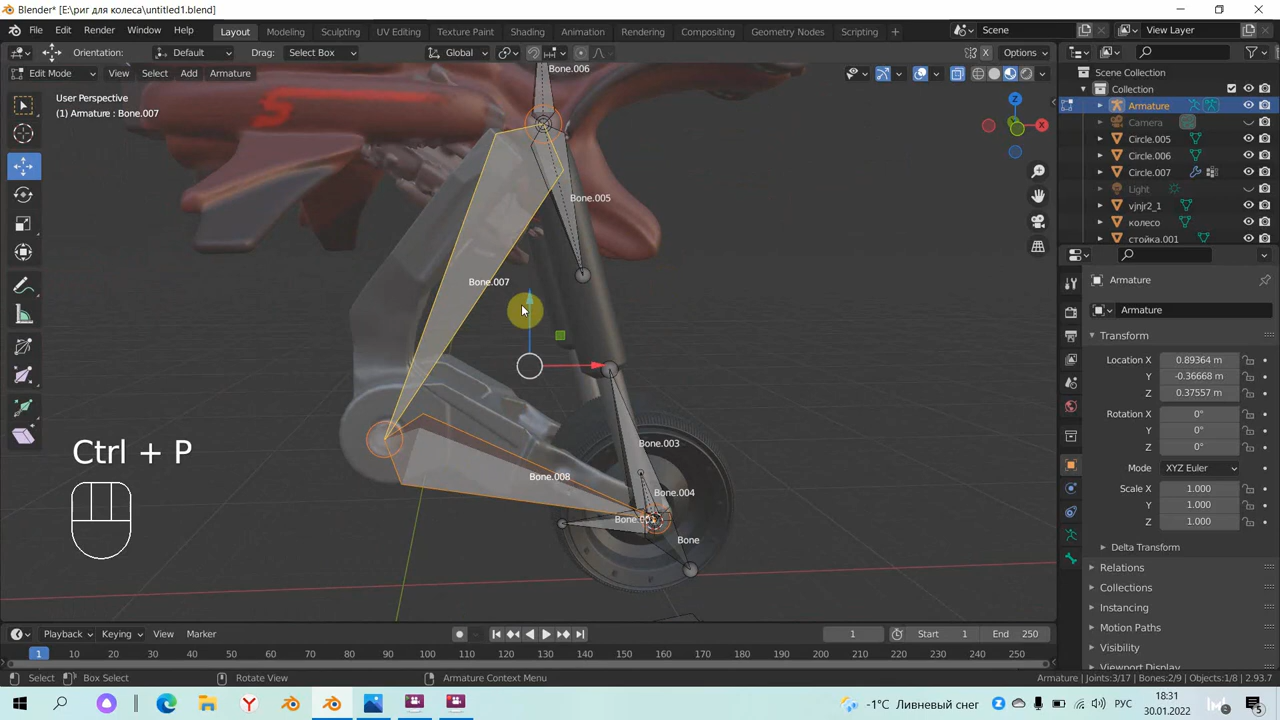 Blender* [E:\риг для колеса\untitled1.blend]
File Edit Render Window Help Layout Modeling Sculpting UV Editing Texture Paint Shading Animation Rendering Compositing Geometry Nodes Scripting + Scene View Layer
Orientation: Default Drag: Select Box Global Options
Edit Mode View Select Add Armature
Scene Collection
Collection
Armature
Camera
Circle.005
Circle.006
Circle.007
Light
vjnjr2_1
колесо
стойка.001
User Perspective
(1) Armature : Bone.007
Z
X
S
Bone.006
Bone.005
Bone.007
Bone.003
Bone.008
Bone.004
Bone
Ctrl + P
Armature
Armature
Transform
Location X 0.89364 m
Y -0.36668 m
Z 0.37557 m
Rotation X 0°
Y 0°
Z 0°
Mode XYZ Euler
Scale X 1.000
Y 1.000
Z 1.000
Delta Transform
Relations
Collections
Instancing
Motion Paths
Visibility
Viewport Display
Playback Keying View Marker 1 Start 1 End 250
1 10 20 30 40 50 60 70 80 90 100 110 120 130 140 150 160 170 180 190 200 210 220 230 240 250
Select Box Select Rotate View Armature Context Menu Armature | Joints:3/17 | Bones:2/9 | Objects:1/8 | 2.93.7
-1°C Ливневый снег РУС 18:31 30.01.2022 5